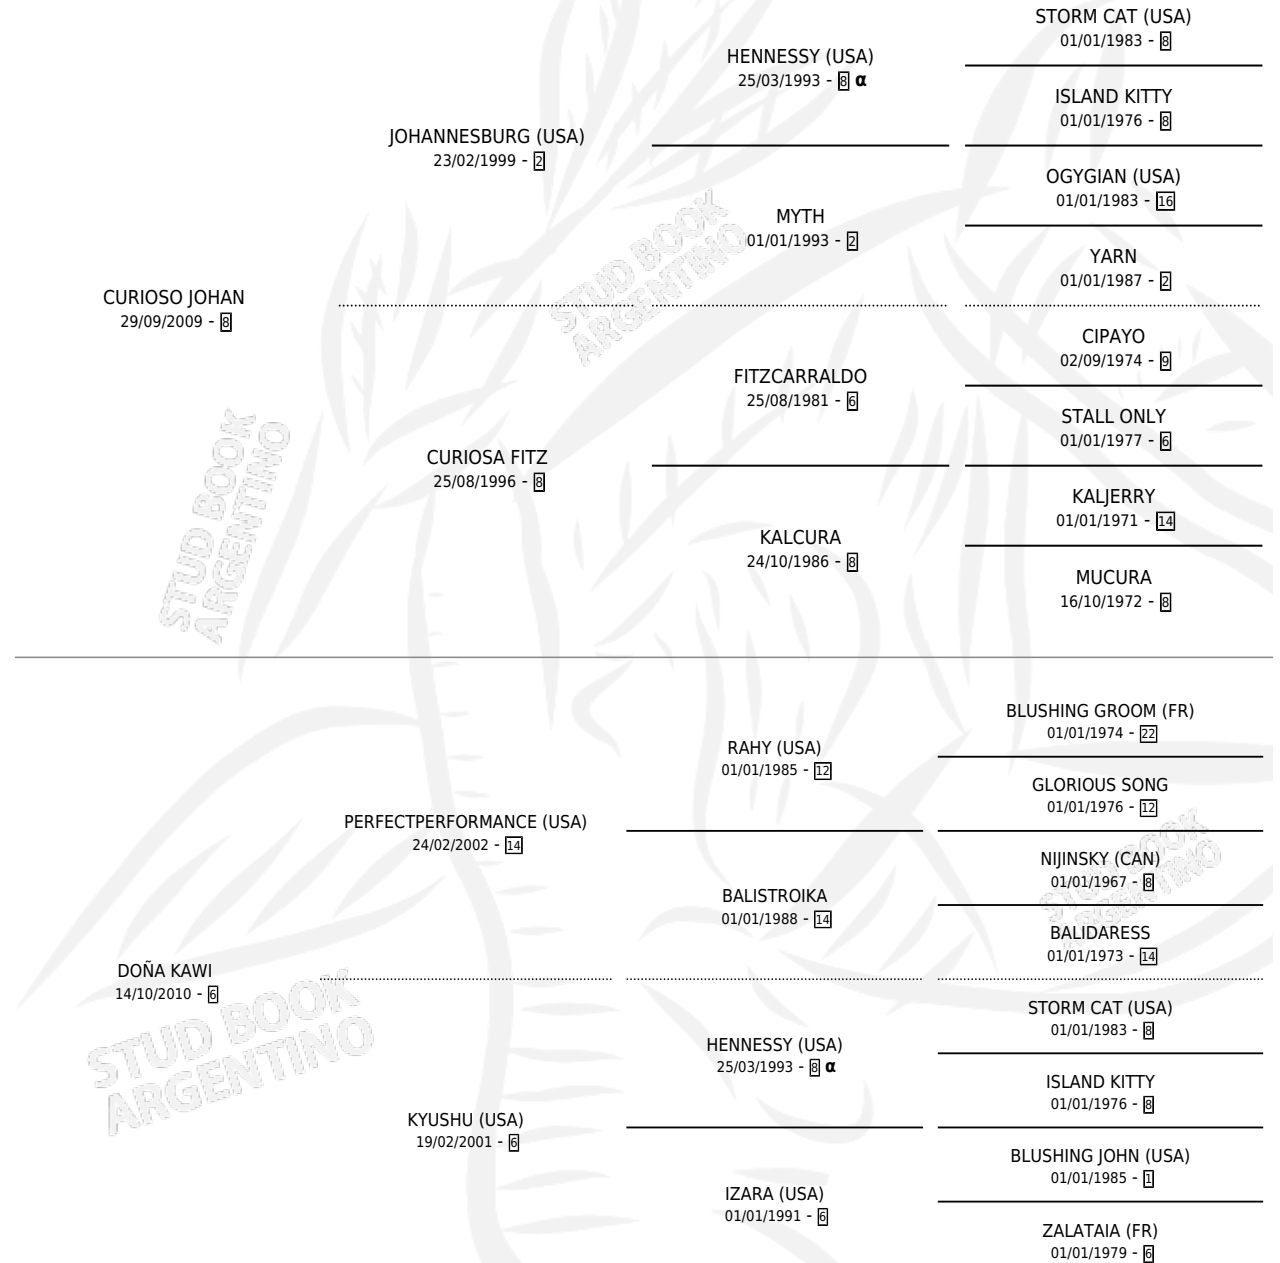 STORM CAT (USA)
01/01/1983 - 8
HENNESSY (USA)
25/03/1993 - 8 α
ISLAND KITTY
01/01/1976 - 8
JOHANNESBURG (USA)
23/02/1999 - 2
OGYGIAN (USA)
01/01/1983 - 16
MYTH
01/01/1993 - 2
YARN
01/01/1987 - 2
CURIOSO JOHAN
29/09/2009 - 8
CIPAYO
02/09/1974 - 9
FITZCARRALDO
25/08/1981 - 6
STALL ONLY
01/01/1977 - 6
CURIOSA FITZ
25/08/1996 - 8
KALJERRY
01/01/1971 - 14
KALCURA
24/10/1986 - 8
MUCURA
16/10/1972 - 8
BLUSHING GROOM (FR)
01/01/1974 - 22
RAHY (USA)
01/01/1985 - 12
GLORIOUS SONG
01/01/1976 - 12
PERFECTPERFORMANCE (USA)
24/02/2002 - 14
NIJINSKY (CAN)
01/01/1967 - 8
BALISTROIKA
01/01/1988 - 14
BALIDARESS
01/01/1973 - 14
DOÑA KAWI
14/10/2010 - 6
STORM CAT (USA)
01/01/1983 - 8
HENNESSY (USA)
25/03/1993 - 8 α
ISLAND KITTY
01/01/1976 - 8
KYUSHU (USA)
19/02/2001 - 6
BLUSHING JOHN (USA)
01/01/1985 - 1
IZARA (USA)
01/01/1991 - 6
ZALATAIA (FR)
01/01/1979 - 6
STUD BOOK
ARGENTINO
STUD BOOK
ARGENTINO
STUD BOOK
ARGENTINO
STUD BOOK
ARGENTINO